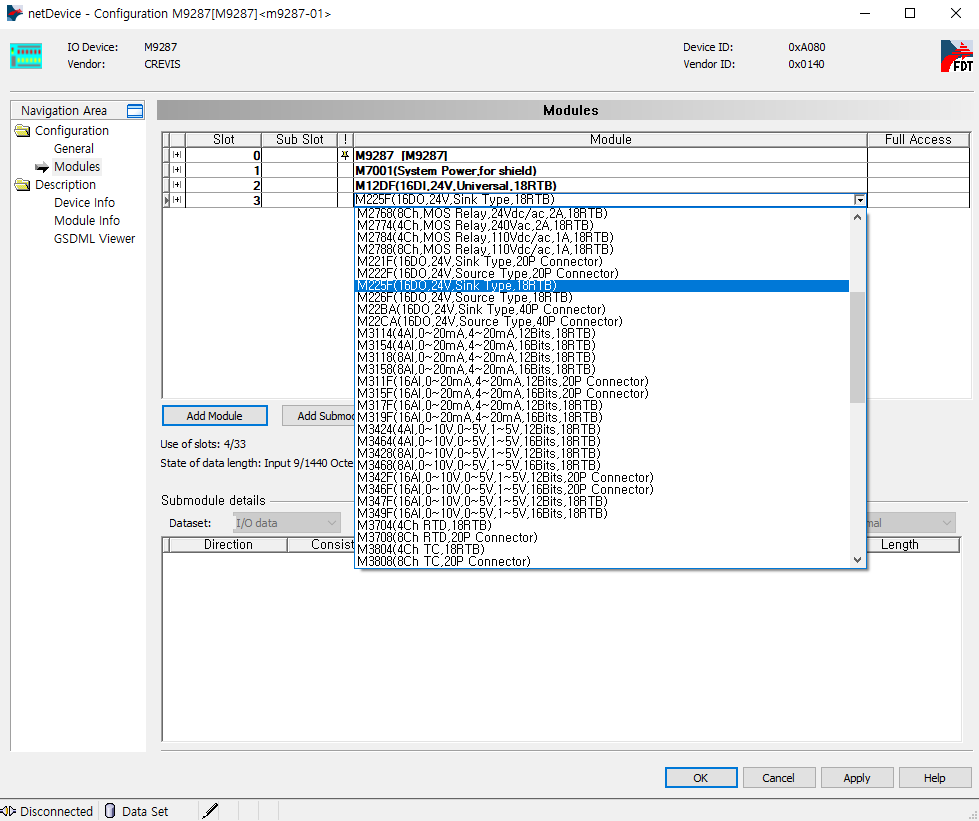 netDevice - Configuration M9287[M9287]<m9287-01>
IO Device: M9287 Device ID: 0xA080
Vendor: CREVIS Vendor ID: 0x0140
FDT
Navigation Area
Configuration
General
Modules
Description
Device Info
Module Info
GSDML Viewer
Modules
Slot Sub Slot ! Module Full Access
0 M9287 [M9287]
1 M7001(System Power,for shield)
2 M12DF(16DI,24V,Universal,18RTB)
3 M225F(16DO,24V,Sink Type,18RTB)
M2768(8Ch,MOS Relay,24Vdc/ac,2A,18RTB)
M2774(4Ch,MOS Relay,240Vac,2A,18RTB)
M2784(4Ch,MOS Relay,110Vdc/ac,1A,18RTB)
M2788(8Ch,MOS Relay,110Vdc/ac,1A,18RTB)
M221F(16DO,24V,Sink Type,20P Connector)
M222F(16DO,24V,Source Type,20P Connector)
M225F(16DO,24V,Sink Type,18RTB)
M226F(16DO,24V,Source Type,18RTB)
M22BA(16DO,24V,Sink Type,40P Connector)
M22CA(16DO,24V,Source Type,40P Connector)
M3114(4AI,0~20mA,4~20mA,12Bits,18RTB)
M3154(4AI,0~20mA,4~20mA,16Bits,18RTB)
M3118(8AI,0~20mA,4~20mA,12Bits,18RTB)
M3158(8AI,0~20mA,4~20mA,16Bits,18RTB)
M311F(16AI,0~20mA,4~20mA,12Bits,20P Connector)
M315F(16AI,0~20mA,4~20mA,16Bits,20P Connector)
M317F(16AI,0~20mA,4~20mA,12Bits,18RTB)
M319F(16AI,0~20mA,4~20mA,16Bits,18RTB)
M3424(4AI,0~10V,0~5V,1~5V,12Bits,18RTB)
M3464(4AI,0~10V,0~5V,1~5V,16Bits,18RTB)
M3428(8AI,0~10V,0~5V,1~5V,12Bits,18RTB)
M3468(8AI,0~10V,0~5V,1~5V,16Bits,18RTB)
M342F(16AI,0~10V,0~5V,1~5V,12Bits,20P Connector)
M346F(16AI,0~10V,0~5V,1~5V,16Bits,20P Connector)
M347F(16AI,0~10V,0~5V,1~5V,12Bits,18RTB)
M349F(16AI,0~10V,0~5V,1~5V,16Bits,18RTB)
M3704(4Ch RTD,18RTB)
M3708(8Ch RTD,20P Connector)
M3804(4Ch TC,18RTB)
M3808(8Ch TC,20P Connector)
Add Module Add Submo
Use of slots: 4/33
State of data length: Input 9/1440 Octe
Submodule details
Dataset: I/O data mal
Direction Consist Length
OK Cancel Apply Help
Disconnected Data Set